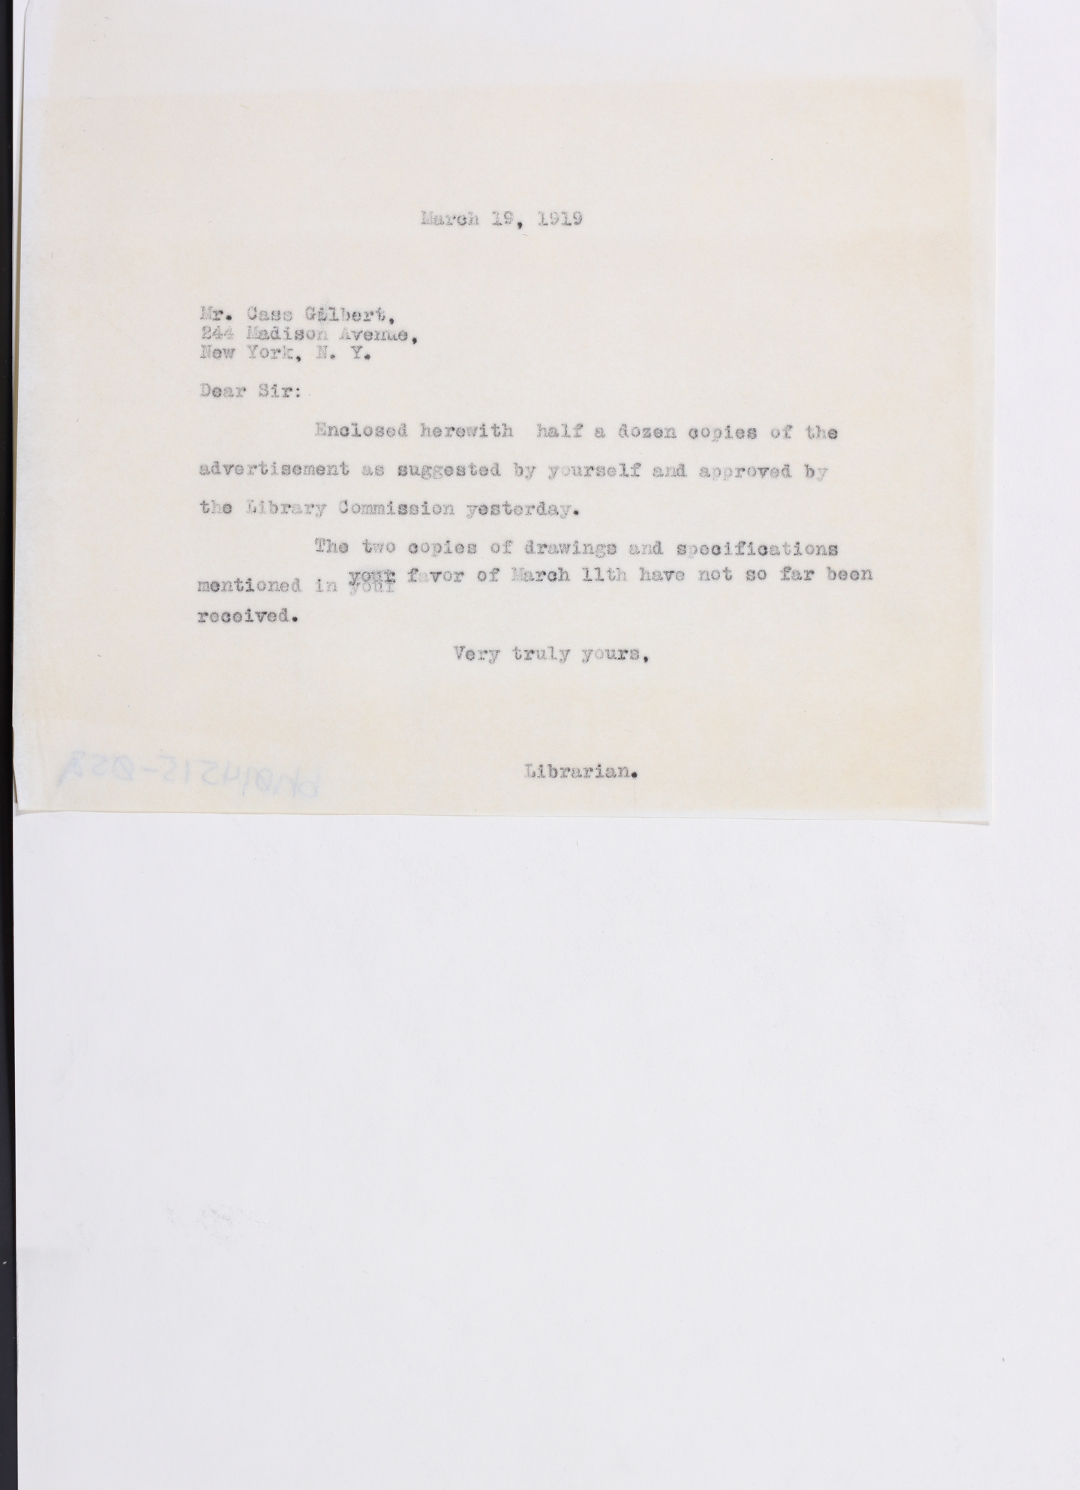 March 19, 1919
Mr. Cass Gilbert,
244 Madison Avenue,
New York, N. Y.
Dear Sir:
Enclosed herewith half a dozen copies of the
advertisement as suggested by yourself and approved by
the Library Commission yesterday.
The two copies of drawings and specifications
mentioned in your favor of March 11th have not so far been
received.
Very truly yours,
Librarian.